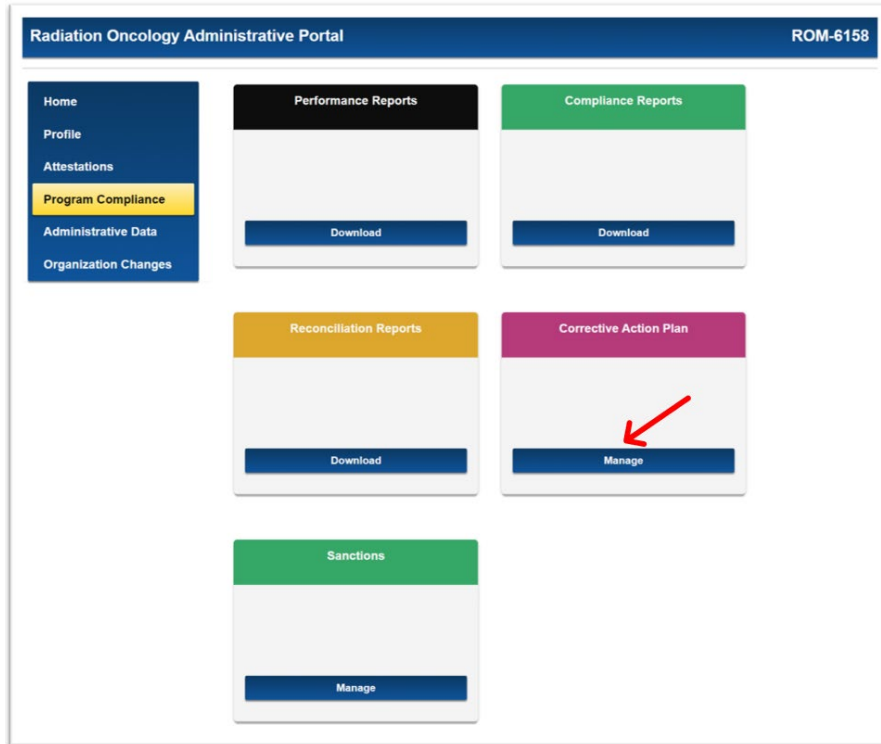 Radiation Oncology Administrative Portal ROM-6158
Home
Profile
Attestations
Program Compliance
Administrative Data
Organization Changes
Performance Reports
Download
Compliance Reports
Download
Reconciliation Reports
Download
Corrective Action Plan
Manage
Sanctions
Manage